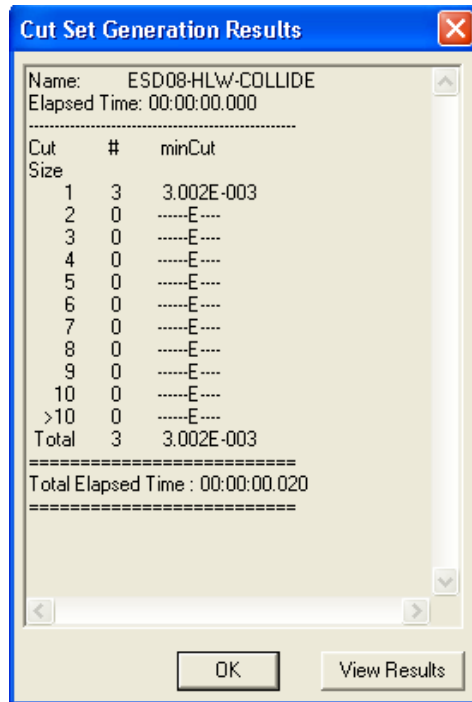 Cut Set Generation Results
Name: ESD08-HLW-COLLIDE
Elapsed Time: 00:00:00.000
--------------------------------------------------
Cut # minCut
Size
1 3 3.002E-003
2 0 ------E----
3 0 ------E----
4 0 ------E----
5 0 ------E----
6 0 ------E----
7 0 ------E----
8 0 ------E----
9 0 ------E----
10 0 ------E----
>10 0 ------E----
Total 3 3.002E-003
==========================
Total Elapsed Time : 00:00:00.020
==========================
OK View Results